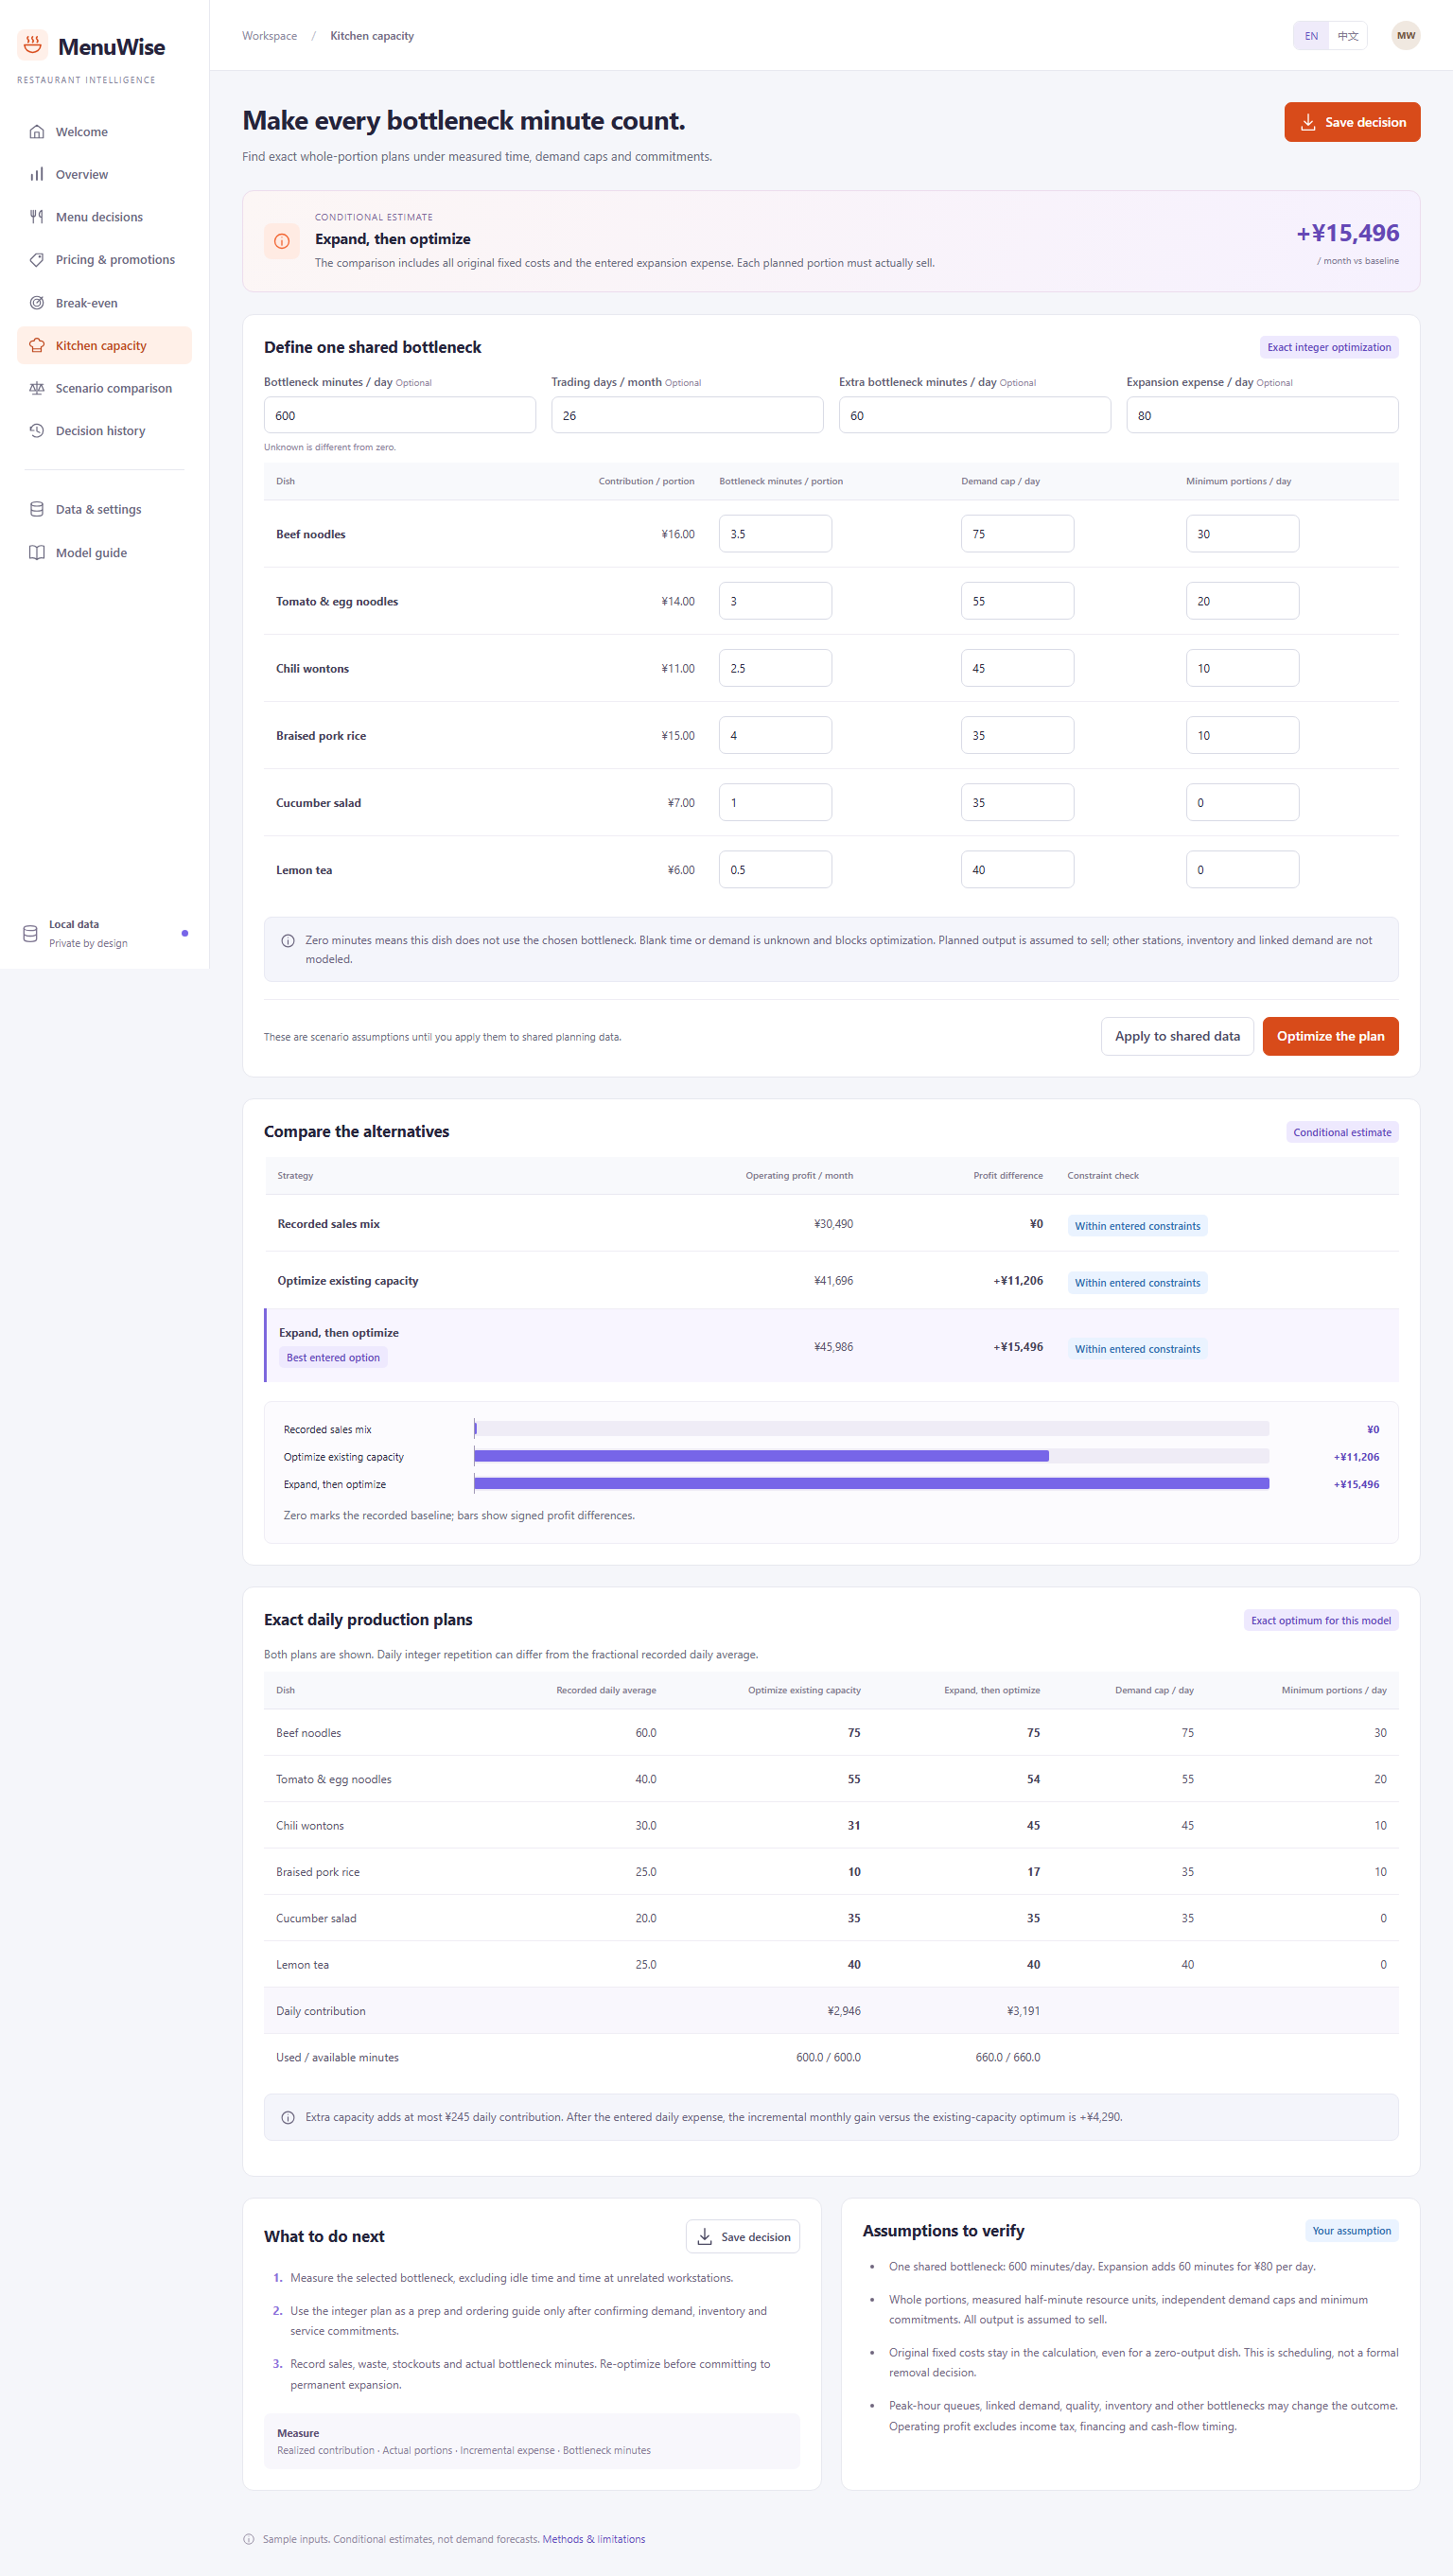 MenuWise
RESTAURANT INTELLIGENCE
Welcome
Overview
Menu decisions
Pricing & promotions
Break-even
Kitchen capacity
Scenario comparison
Decision history
Data & settings
Model guide
Local data
Private by design
Workspace / Kitchen capacity
EN 中文 MW
Make every bottleneck minute count.
Find exact whole-portion plans under measured time, demand caps and commitments.
Save decision
CONDITIONAL ESTIMATE
Expand, then optimize
The comparison includes all original fixed costs and the entered expansion expense. Each planned portion must actually sell.
+¥15,496
/ month vs baseline
Define one shared bottleneck
Exact integer optimization
Bottleneck minutes / day Optional Trading days / month Optional Extra bottleneck minutes / day Optional Expansion expense / day Optional
600 26 60 80
Unknown is different from zero.
Dish Contribution / portion Bottleneck minutes / portion Demand cap / day Minimum portions / day
Beef noodles ¥16.00 3.5 75 30
Tomato & egg noodles ¥14.00 3 55 20
Chili wontons ¥11.00 2.5 45 10
Braised pork rice ¥15.00 4 35 10
Cucumber salad ¥7.00 1 35 0
Lemon tea ¥6.00 0.5 40 0
Zero minutes means this dish does not use the chosen bottleneck. Blank time or demand is unknown and blocks optimization. Planned output is assumed to sell; other stations, inventory and linked demand are not
modeled.
These are scenario assumptions until you apply them to shared planning data.
Apply to shared data Optimize the plan
Compare the alternatives
Conditional estimate
Strategy Operating profit / month Profit difference Constraint check
Recorded sales mix ¥30,490 ¥0 Within entered constraints
Optimize existing capacity ¥41,696 +¥11,206 Within entered constraints
Expand, then optimize
Best entered option
¥45,986 +¥15,496 Within entered constraints
Recorded sales mix ¥0
Optimize existing capacity +¥11,206
Expand, then optimize +¥15,496
Zero marks the recorded baseline; bars show signed profit differences.
Exact daily production plans
Exact optimum for this model
Both plans are shown. Daily integer repetition can differ from the fractional recorded daily average.
Dish Recorded daily average Optimize existing capacity Expand, then optimize Demand cap / day Minimum portions / day
Beef noodles 60.0 75 75 75 30
Tomato & egg noodles 40.0 55 54 55 20
Chili wontons 30.0 31 45 45 10
Braised pork rice 25.0 10 17 35 10
Cucumber salad 20.0 35 35 35 0
Lemon tea 25.0 40 40 40 0
Daily contribution ¥2,946 ¥3,191
Used / available minutes 600.0 / 600.0 660.0 / 660.0
Extra capacity adds at most ¥245 daily contribution. After the entered daily expense, the incremental monthly gain versus the existing-capacity optimum is +¥4,290.
What to do next
Save decision
1. Measure the selected bottleneck, excluding idle time and time at unrelated workstations.
2. Use the integer plan as a prep and ordering guide only after confirming demand, inventory and
service commitments.
3. Record sales, waste, stockouts and actual bottleneck minutes. Re-optimize before committing to
permanent expansion.
Measure
Realized contribution · Actual portions · Incremental expense · Bottleneck minutes
Assumptions to verify
Your assumption
• One shared bottleneck: 600 minutes/day. Expansion adds 60 minutes for ¥80 per day.
• Whole portions, measured half-minute resource units, independent demand caps and minimum
commitments. All output is assumed to sell.
• Original fixed costs stay in the calculation, even for a zero-output dish. This is scheduling, not a formal
removal decision.
• Peak-hour queues, linked demand, quality, inventory and other bottlenecks may change the outcome.
Operating profit excludes income tax, financing and cash-flow timing.
Sample inputs. Conditional estimates, not demand forecasts. Methods & limitations